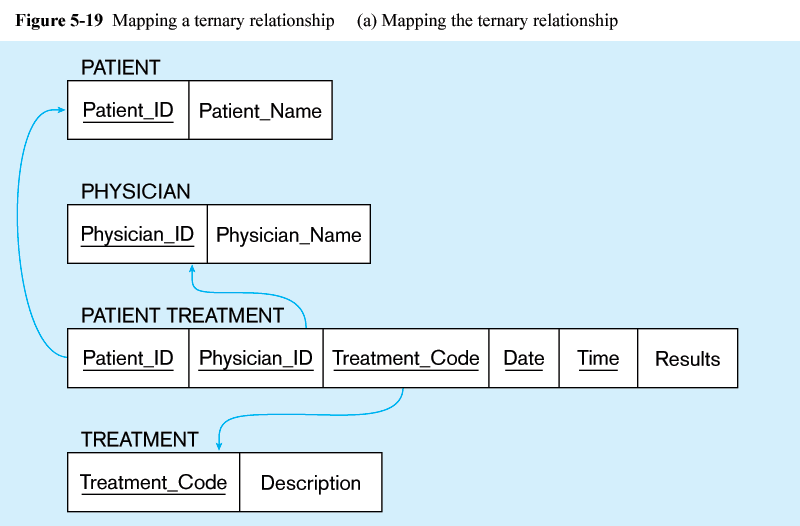 Figure 5-19 Mapping a ternary relationship (a) Mapping the ternary relationship
PATIENT
Patient_ID Patient_Name
PHYSICIAN
Physician_ID Physician_Name
PATIENT TREATMENT
Patient_ID Physician_ID Treatment_Code Date Time Results
TREATMENT
Treatment_Code Description